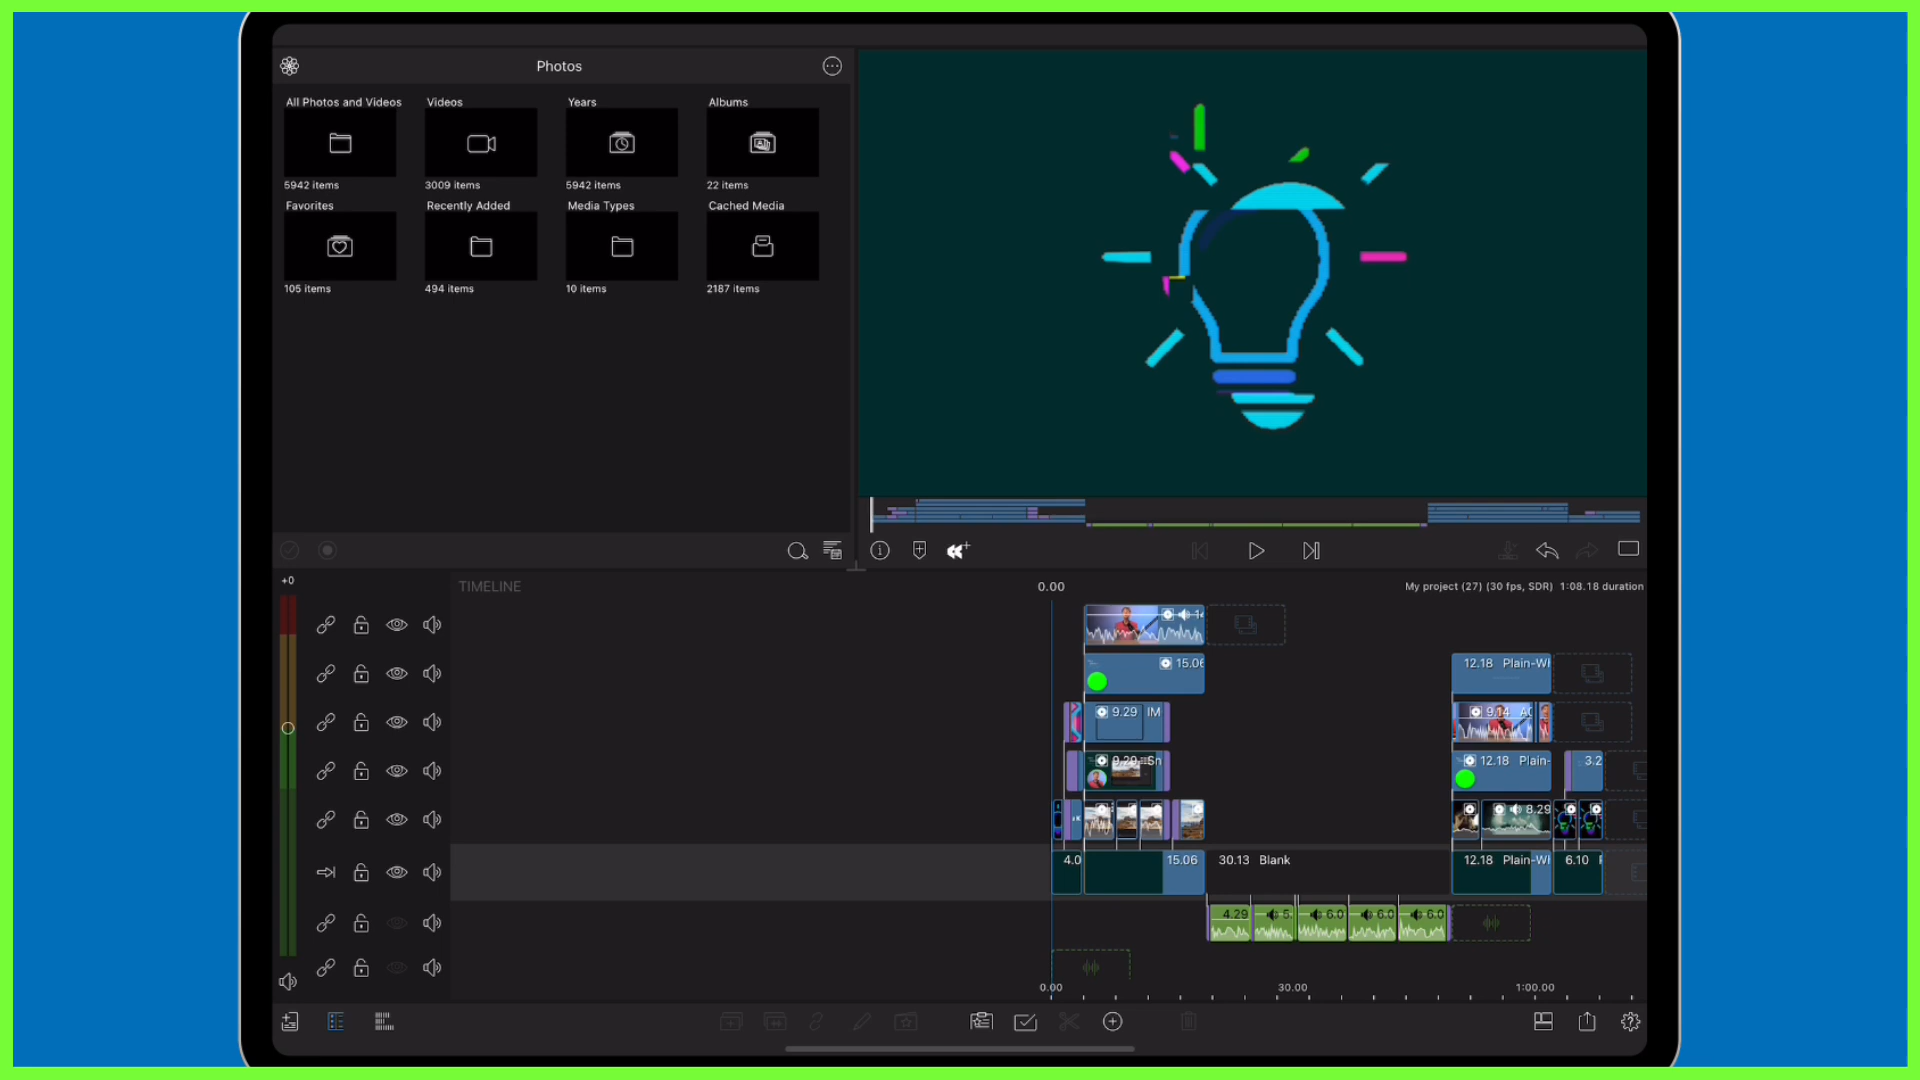 Photos
All Photos and Videos
Videos
Years
Albums
5942 items
3009 items
5942 items
22 items
Favorites
Recently Added
Media Types
Cached Media
105 items
494 items
10 items
2187 items
+0
TIMELINE
0.00
My project (27) (30 fps, SDR) 1:08.18 duration
15.06
12.18 Plain-Wh
9.29 IM
9.14
9.29 Sn
12.18 Plain-
3.2
8.29
4.0
15.06
30.13 Blank
12.18 Plain-Wh
6.10
4.29
5.
6.0
6.0
6.0
0.00
30.00
1:00.00